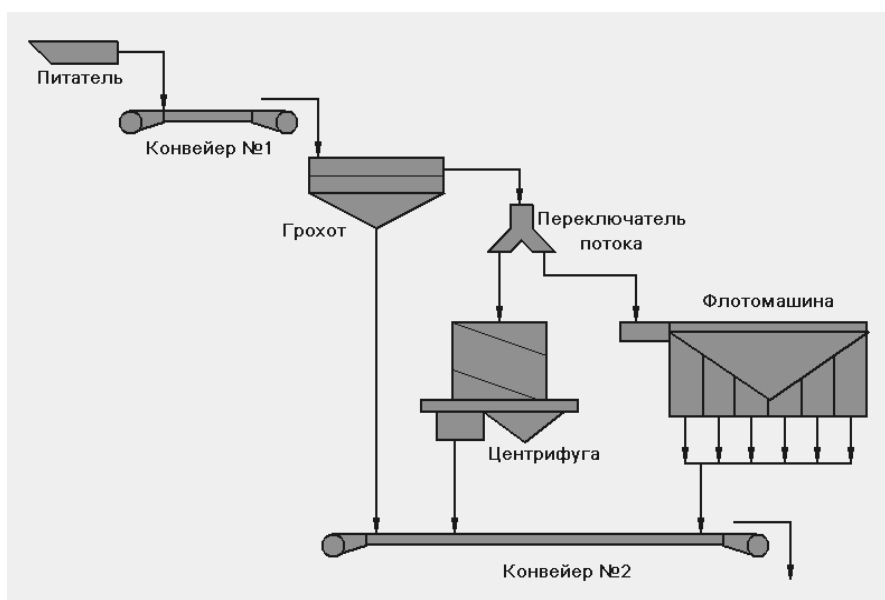 Питатель
Конвейер №1
Грохот
Переключатель
потока
Флотомашина
Центрифуга
Конвейер №2